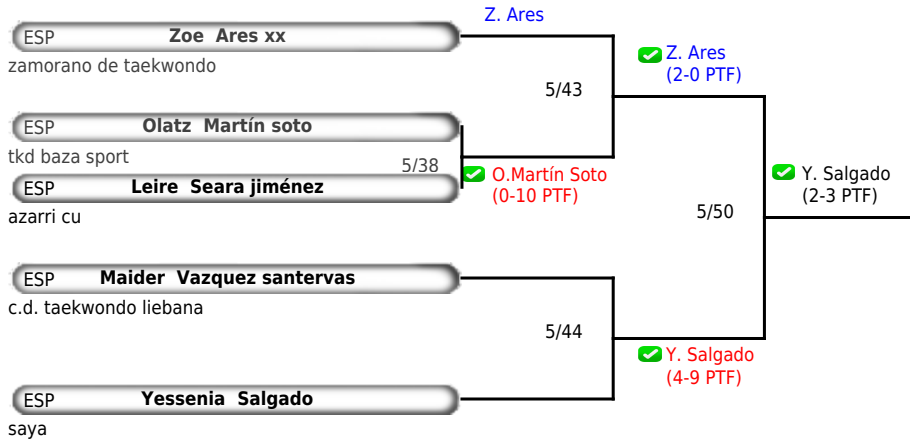 Z. Ares
ESP Zoe Ares xx
zamorano de taekwondo
Z. Ares
(2-0 PTF)
5/43
ESP Olatz Martín soto
tkd baza sport
5/38
O.Martín Soto
(0-10 PTF)
ESP Leire Seara jiménez
azarri cu
Y. Salgado
(2-3 PTF)
5/50
ESP Maider Vazquez santervas
c.d. taekwondo liebana
5/44
Y. Salgado
(4-9 PTF)
ESP Yessenia Salgado
saya